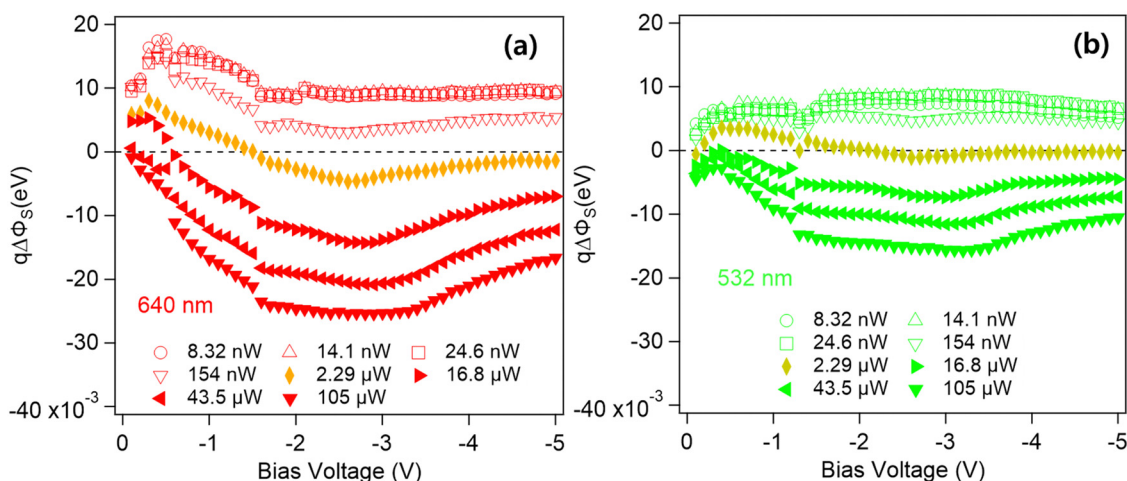 (a)
20
10
0
-10
-20
-30
-40 x10⁻³
qΔΦS(eV)
640 nm
8.32 nW 14.1 nW 24.6 nW
154 nW 2.29 µW 16.8 µW
43.5 µW 105 µW
0 -1 -2 -3 -4 -5
Bias Voltage (V)
(b)
20
10
0
-10
-20
-30
-40 x10⁻³
qΔΦS(eV)
532 nm
8.32 nW 14.1 nW
24.6 nW 154 nW
2.29 µW 16.8 µW
43.5 µW 105 µW
0 -1 -2 -3 -4 -5
Bias Voltage (V)